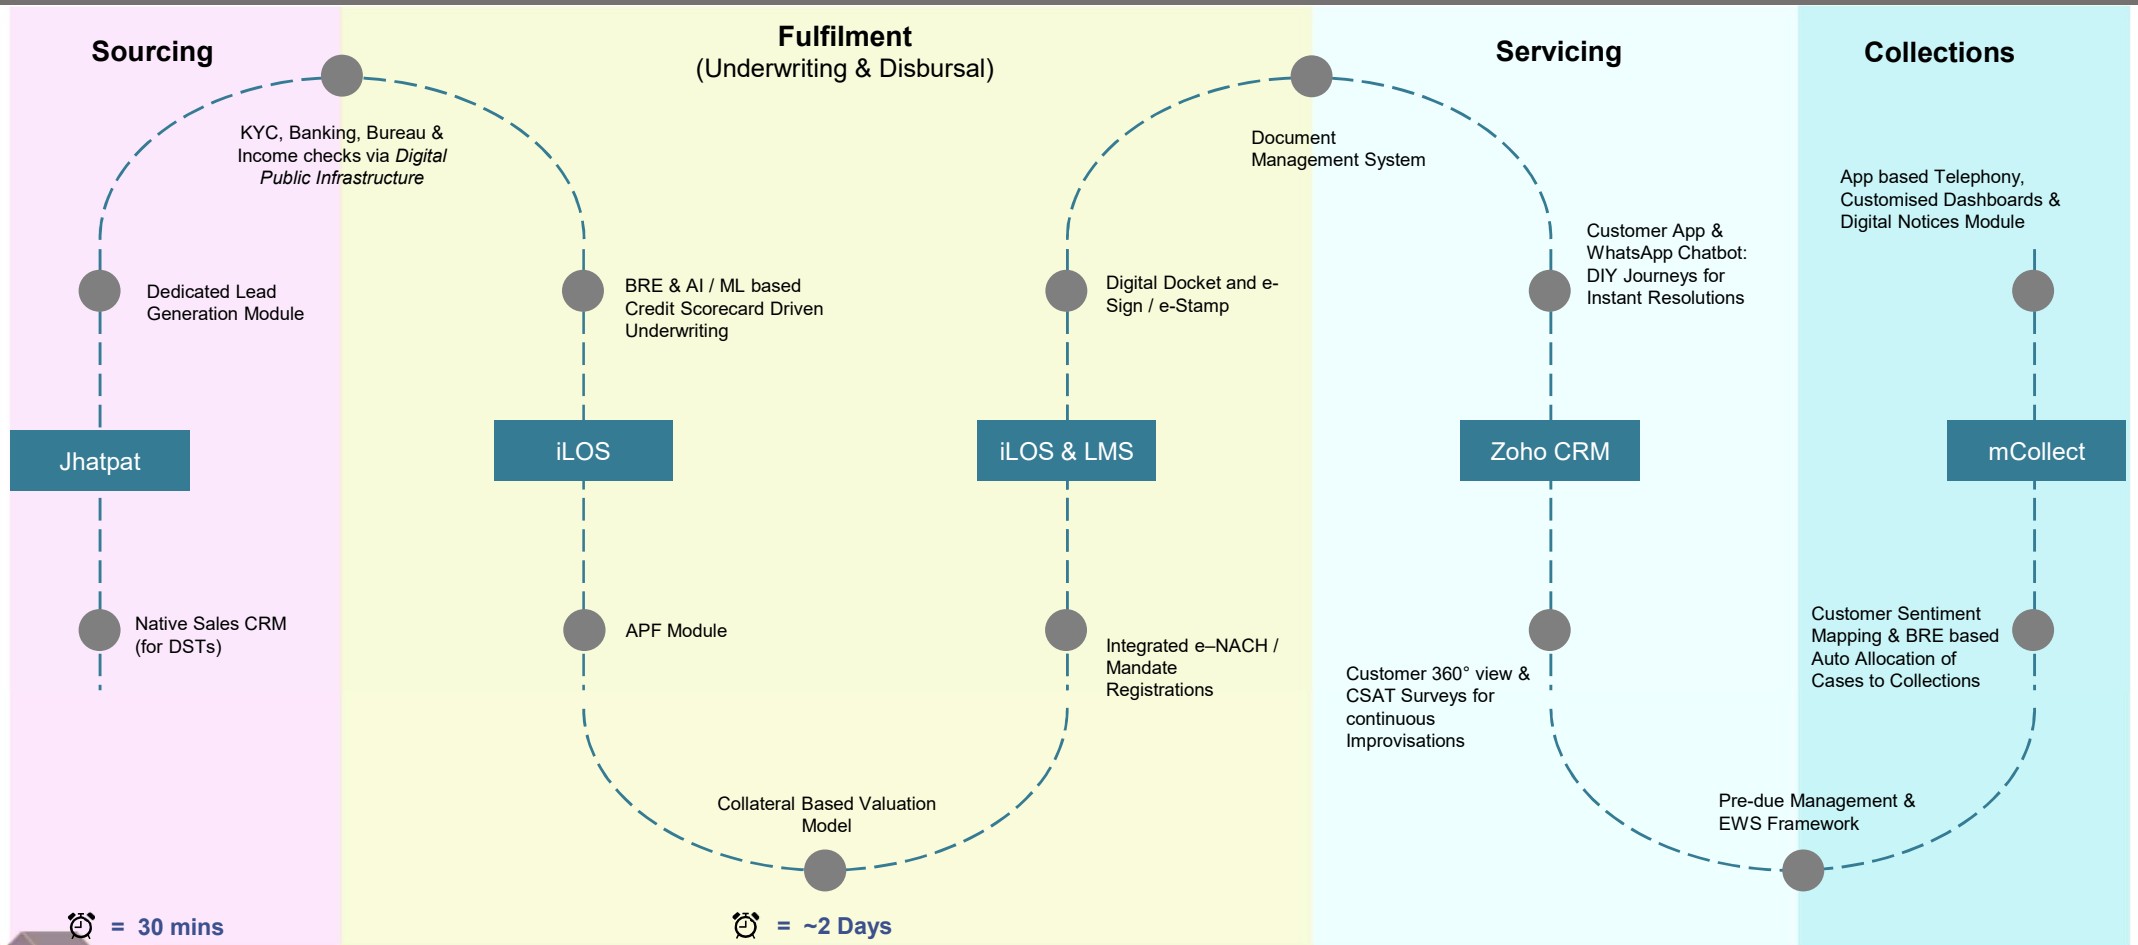 Sourcing
Fulfilment
(Underwriting & Disbursal)
Servicing
Collections
KYC, Banking, Bureau &
Income checks via Digital
Public Infrastructure
Document
Management System
App based Telephony,
Customised Dashboards &
Digital Notices Module
Customer App &
WhatsApp Chatbot:
DIY Journeys for
Instant Resolutions
Dedicated Lead
Generation Module
BRE & AI / ML based
Credit Scorecard Driven
Underwriting
Digital Docket and e-
Sign / e-Stamp
Jhatpat
iLOS
iLOS & LMS
Zoho CRM
mCollect
Native Sales CRM
(for DSTs)
APF Module
Integrated e–NACH /
Mandate
Registrations
Customer 360° view &
CSAT Surveys for
continuous
Improvisations
Customer Sentiment
Mapping & BRE based
Auto Allocation of
Cases to Collections
Collateral Based Valuation
Model
Pre-due Management &
EWS Framework
= 30 mins
= ~2 Days